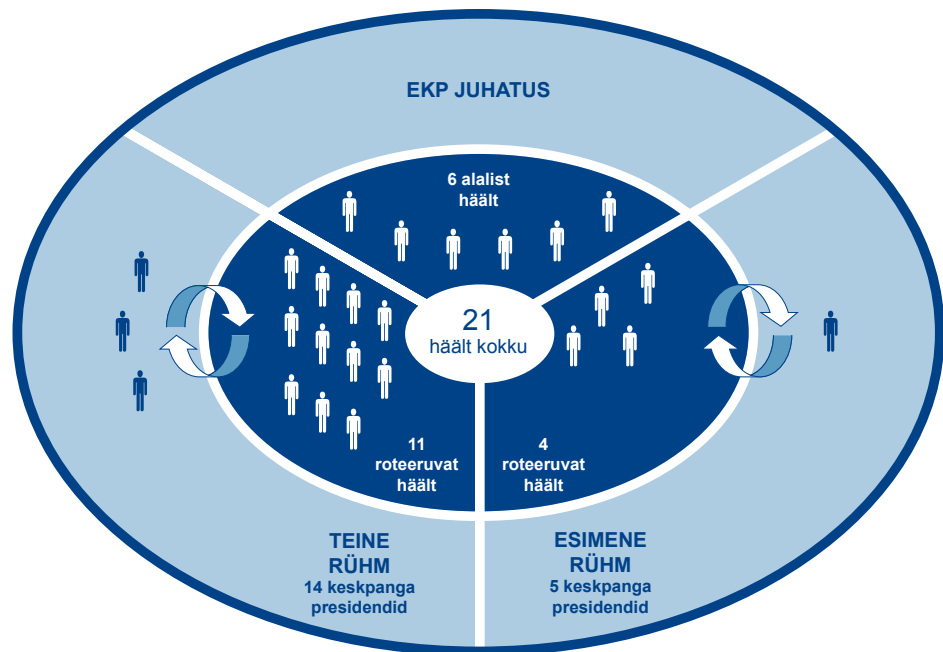 EKP JUHATUS
6 alalist
häält
21
häält kokku
11
roteeruvat
häält
4
roteeruvat
häält
TEINE
RÜHM
14 keskpanga
presidendid
ESIMENE
RÜHM
5 keskpanga
presidendid